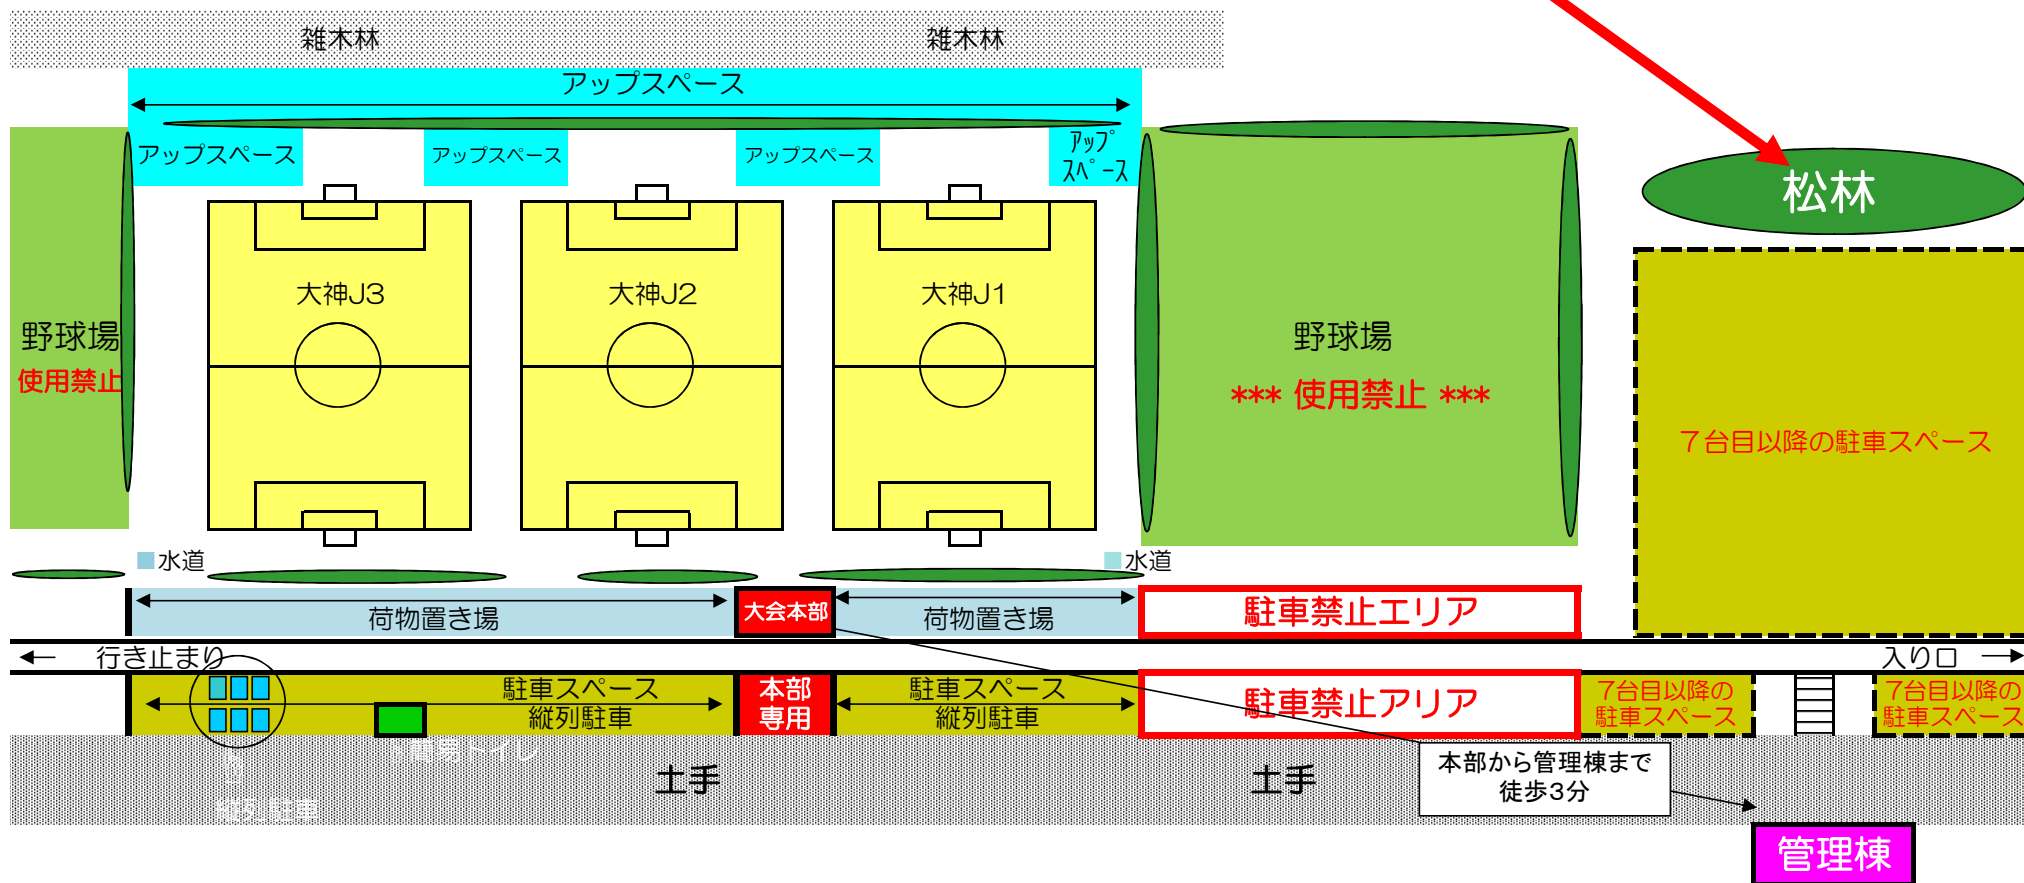 雑木林
雑木林
アップスペース
アップスペース
アップスペース
アップスペース
ｱｯﾌﾟ
ｽﾍﾟｰｽ
松林
大神J3
大神J2
大神J1
野球場
使用禁止
野球場
*** 使用禁止 ***
７台目以降の駐車スペース
水道
水道
荷物置き場
大会本部
荷物置き場
駐車禁止エリア
行き止まり
入り口
駐車スペース
縦列駐車
本部
専用
駐車スペース
縦列駐車
駐車禁止アリア
7台目以降の
駐車スペース
7台目以降の
駐車スペース
簡易トイレ
縦列駐車
土手
土手
本部から管理棟まで
徒歩3分
管理棟